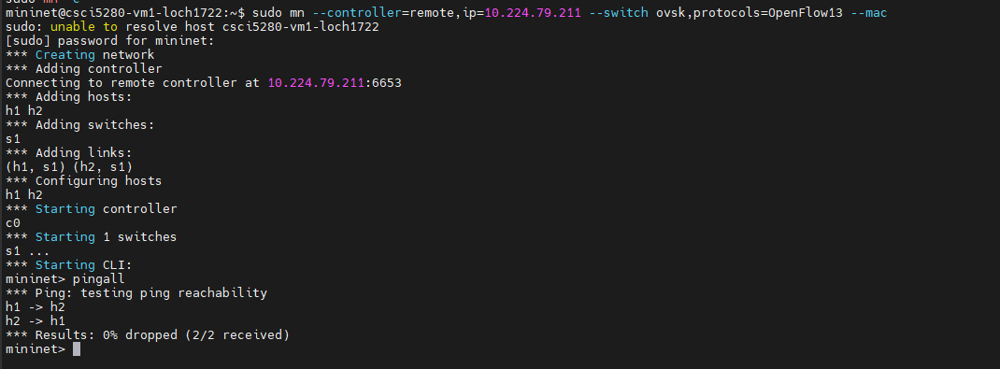 mininet@csci5280-vm1-loch1722:~$ sudo mn --controller=remote,ip=10.224.79.211 --switch ovsk,protocols=OpenFlow13 --mac
sudo: unable to resolve host csci5280-vm1-loch1722
[sudo] password for mininet:
*** Creating network
*** Adding controller
Connecting to remote controller at 10.224.79.211:6653
*** Adding hosts:
h1 h2
*** Adding switches:
s1
*** Adding links:
(h1, s1) (h2, s1)
*** Configuring hosts
h1 h2
*** Starting controller
c0
*** Starting 1 switches
s1 ...
*** Starting CLI:
mininet> pingall
*** Ping: testing ping reachability
h1 -> h2
h2 -> h1
*** Results: 0% dropped (2/2 received)
mininet>